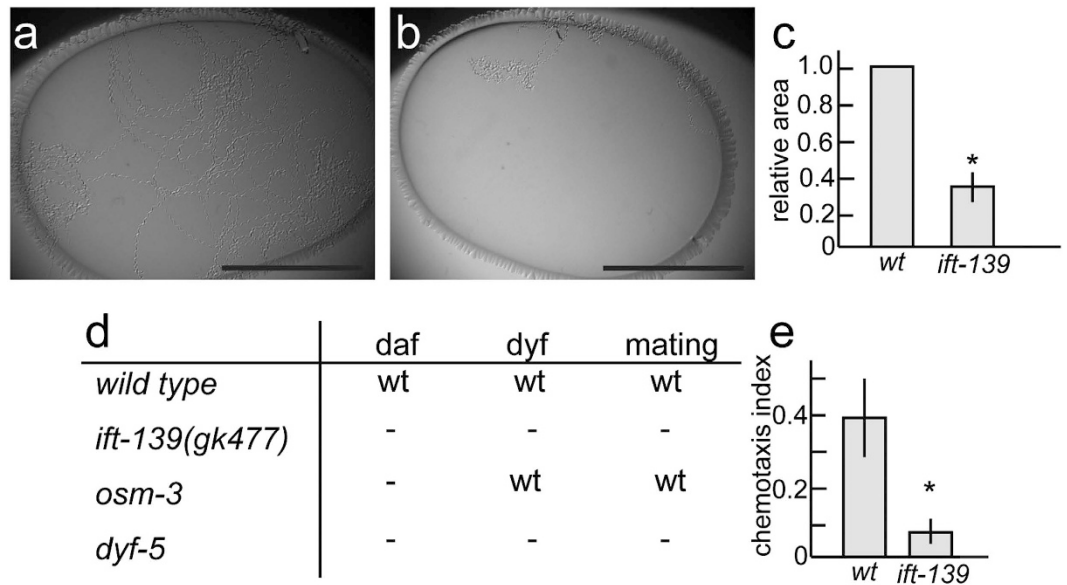 a
b
c
relative area
1.0
0.8
0.6
0.4
0.2
0
*
wt
ift-139
d
daf dyf mating
wild type wt wt wt
ift-139(gk477) - - -
osm-3 - wt wt
dyf-5 - - -
e
chemotaxis index
0.4
0.2
0
*
wt
ift-139